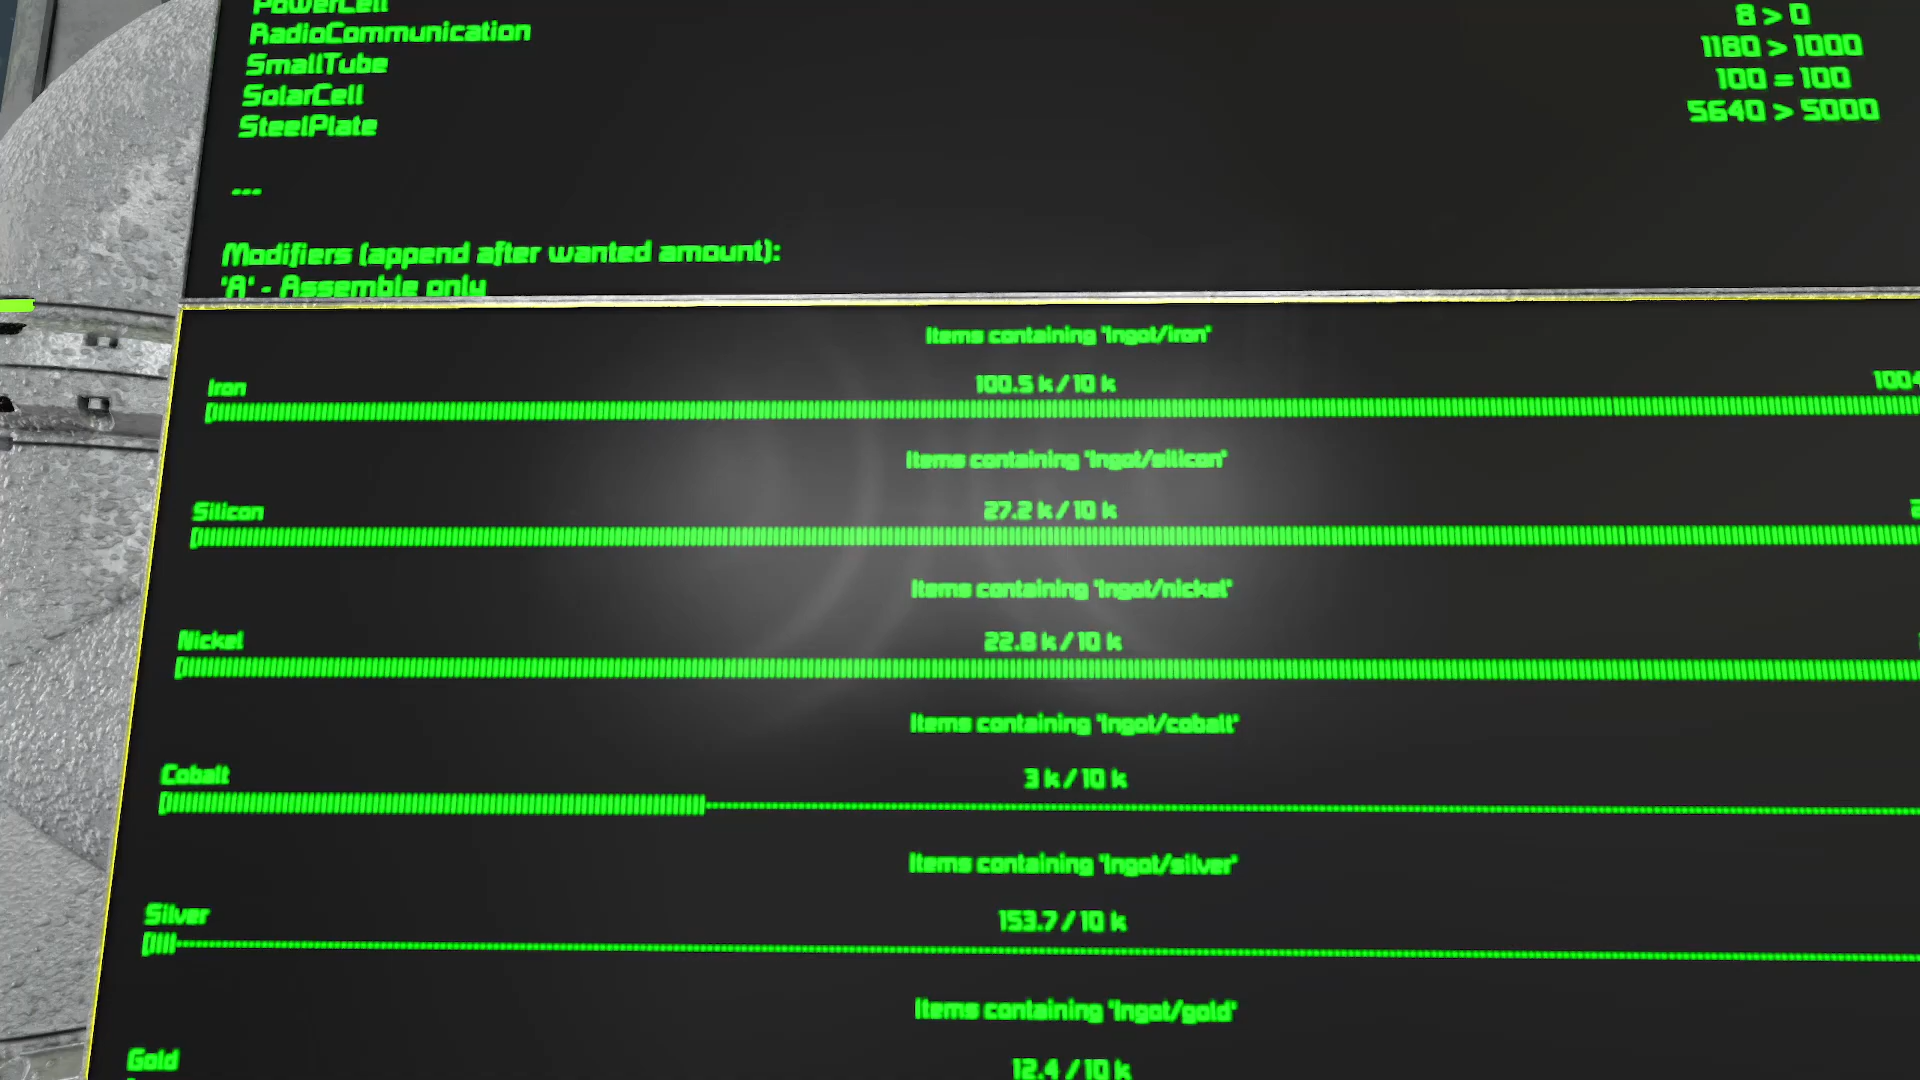 PowerCell
RadioCommunication 8 > 0
SmallTube 1180 > 1000
SolarCell 100 = 100
SteelPlate 5640 > 5000
---
Modifiers (append after wanted amount):
'A' - Assemble only
Items containing 'Ingot/iron'
Iron 100.5 k / 10 k
Items containing 'Ingot/silicon'
Silicon 27.2 k / 10 k
Items containing 'Ingot/nickel'
Nickel 22.8 k / 10 k
Items containing 'Ingot/cobalt'
Cobalt 3 k / 10 k
Items containing 'Ingot/silver'
Silver 153.7 / 10 k
Items containing 'Ingot/gold'
Gold 12.4 / 10 k